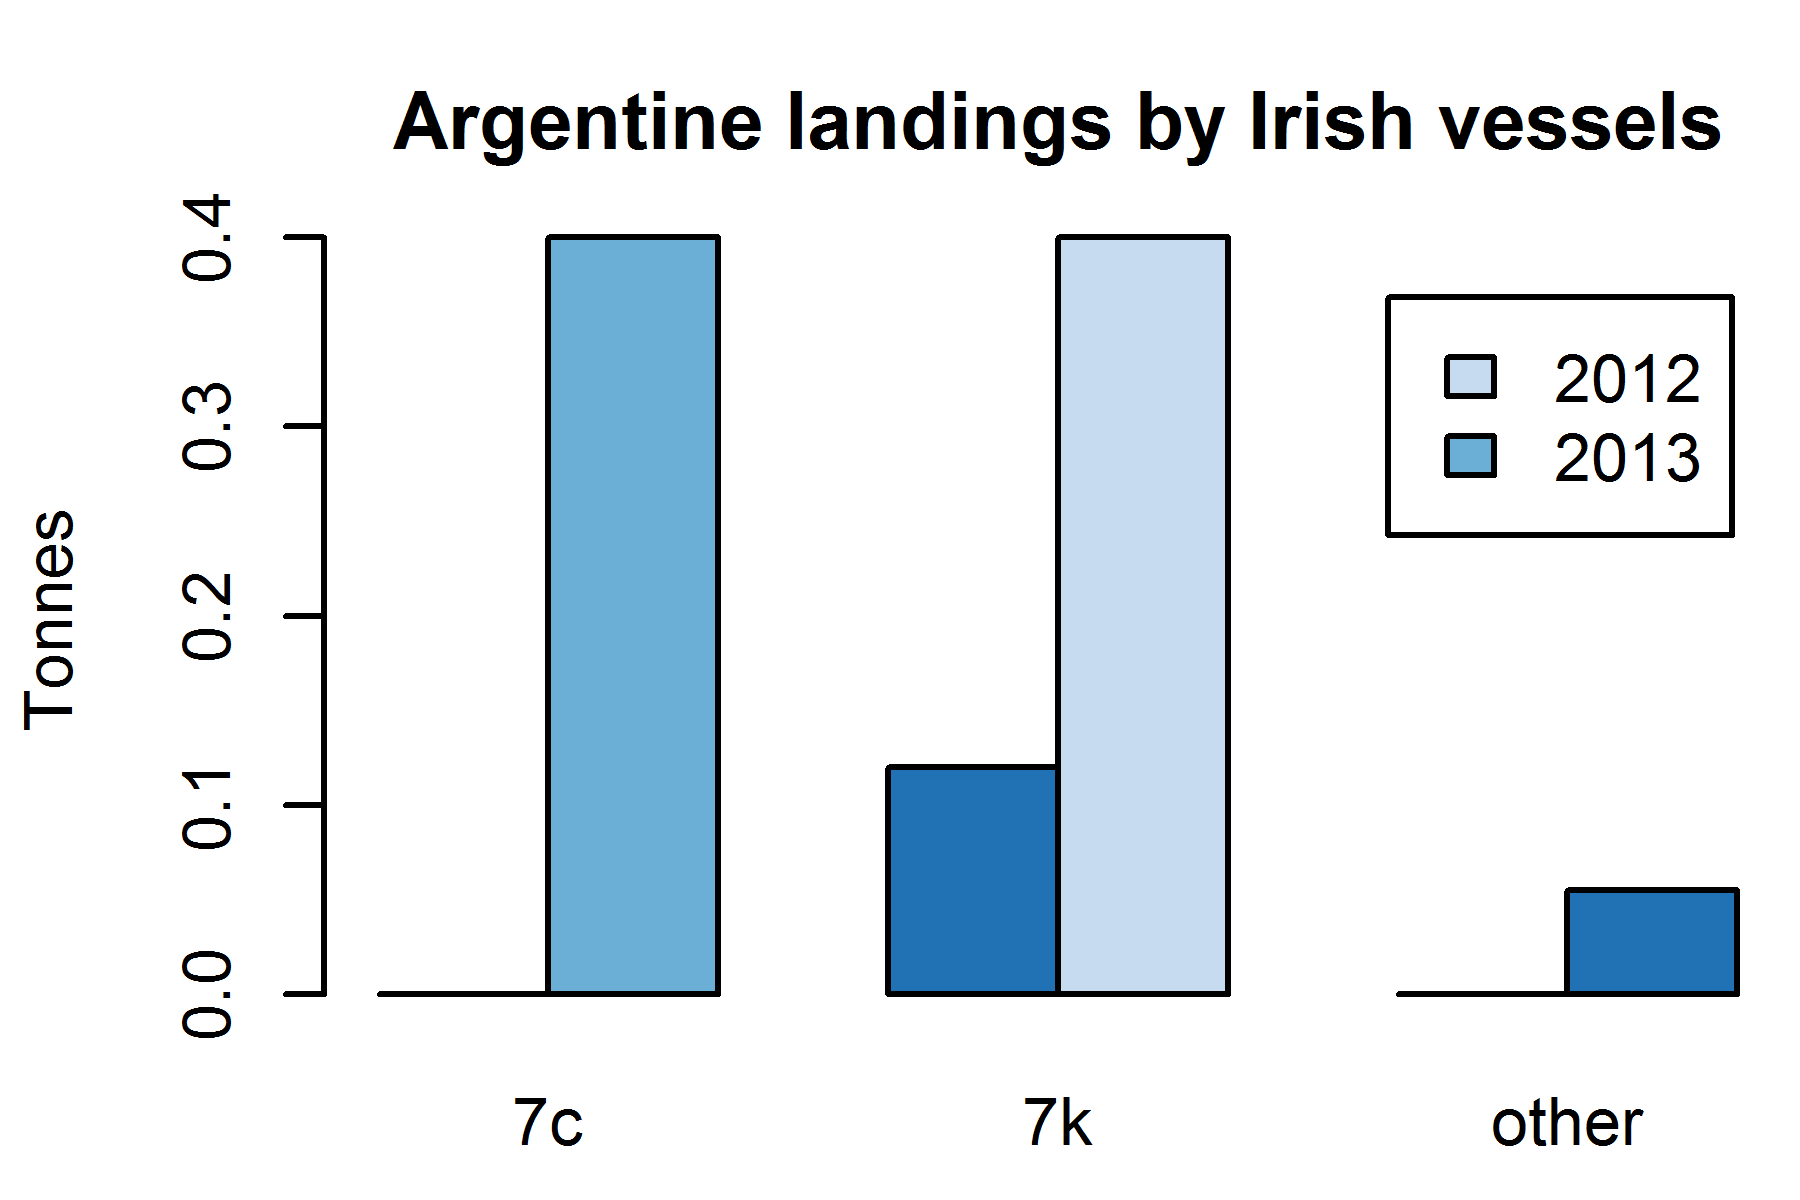 Argentine landings by Irish vessels
Tonnes
0.4
0.3
0.2
0.1
0.0
2012
2013
7c
7k
other